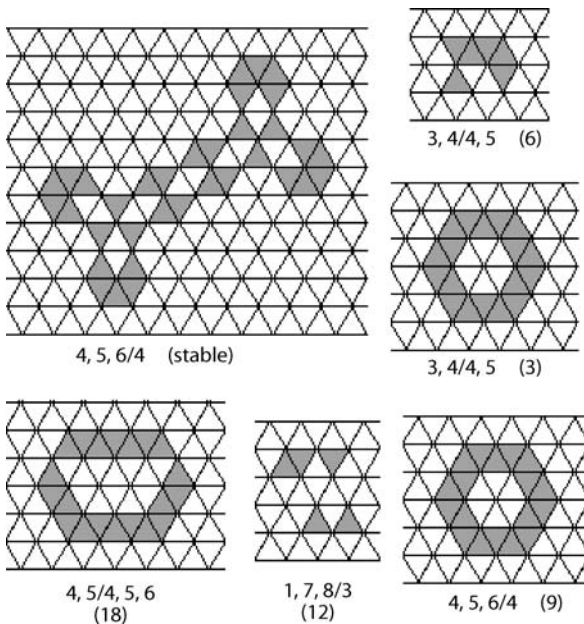 3, 4/4, 5 (6)
4, 5, 6/4 (stable)
3, 4/4, 5 (3)
4, 5/4, 5, 6
(18)
1, 7, 8/3
(12)
4, 5, 6/4 (9)